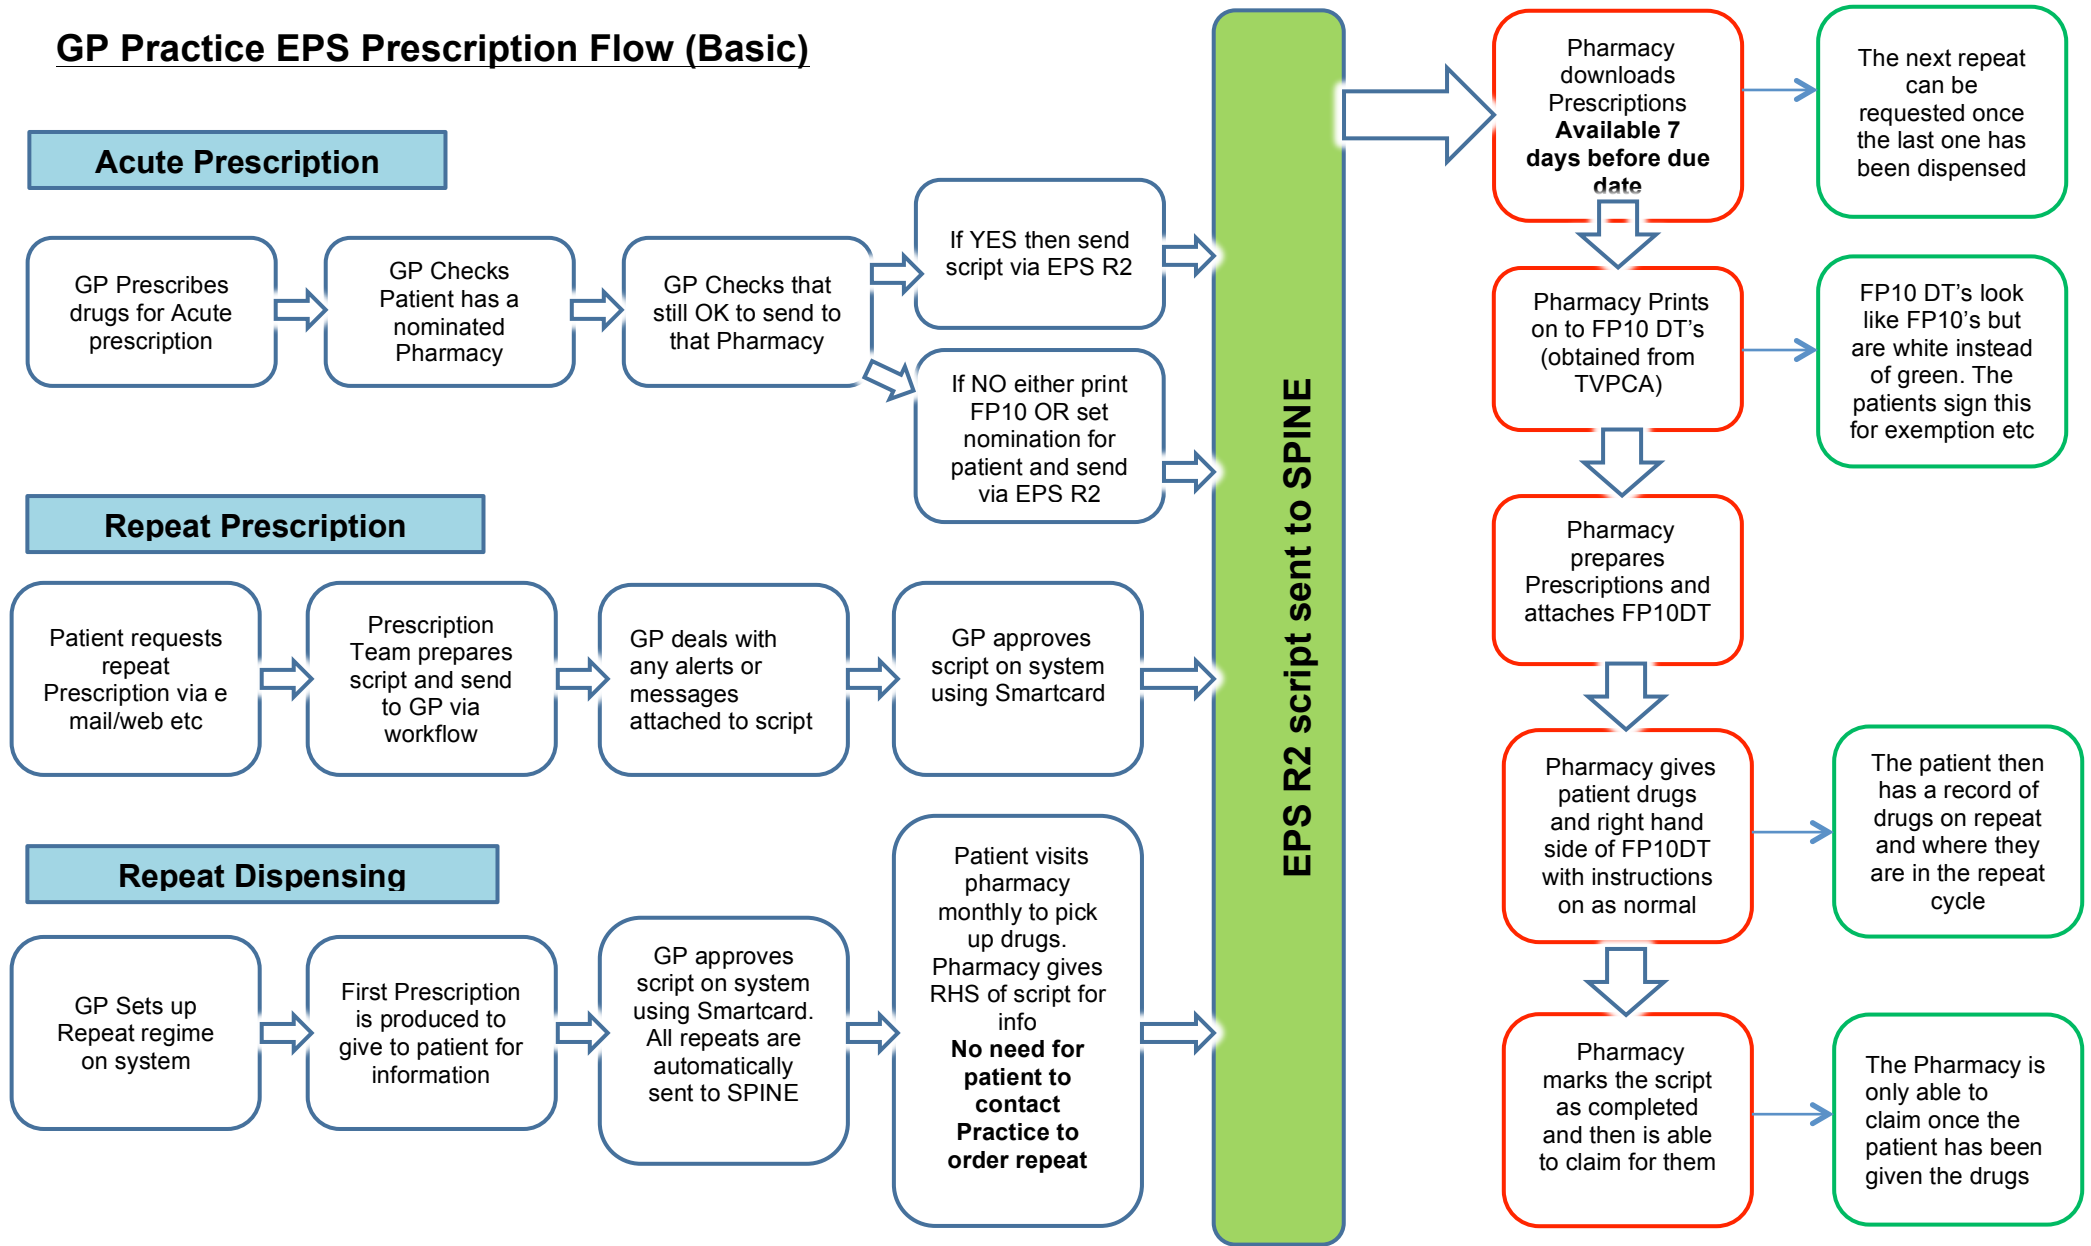 GP Practice EPS Prescription Flow (Basic)
Acute Prescription
GP Prescribes
drugs for Acute
prescription
GP Checks
Patient has a
nominated
Pharmacy
GP Checks that
still OK to send to
that Pharmacy
If YES then send
script via EPS R2
If NO either print
FP10 OR set
nomination for
patient and send
via EPS R2
Repeat Prescription
Patient requests
repeat
Prescription via e
mail/web etc
Prescription
Team prepares
script and send
to GP via
workflow
GP deals with
any alerts or
messages
attached to script
GP approves
script on system
using Smartcard
Repeat Dispensing
GP Sets up
Repeat regime
on system
First Prescription
is produced to
give to patient for
information
GP approves
script on system
using Smartcard.
All repeats are
automatically
sent to SPINE
Patient visits
pharmacy
monthly to pick
up drugs.
Pharmacy gives
RHS of script for
info
No need for
patient to
contact
Practice to
order repeat
EPS R2 script sent to SPINE
Pharmacy
downloads
Prescriptions
Available 7
days before due
date
The next repeat
can be
requested once
the last one has
been dispensed
Pharmacy Prints
on to FP10 DT's
(obtained from
TVPCA)
FP10 DT's look
like FP10's but
are white instead
of green. The
patients sign this
for exemption etc
Pharmacy
prepares
Prescriptions and
attaches FP10DT
Pharmacy gives
patient drugs
and right hand
side of FP10DT
with instructions
on as normal
The patient then
has a record of
drugs on repeat
and where they
are in the repeat
cycle
Pharmacy
marks the script
as completed
and then is able
to claim for them
The Pharmacy is
only able to
claim once the
patient has been
given the drugs